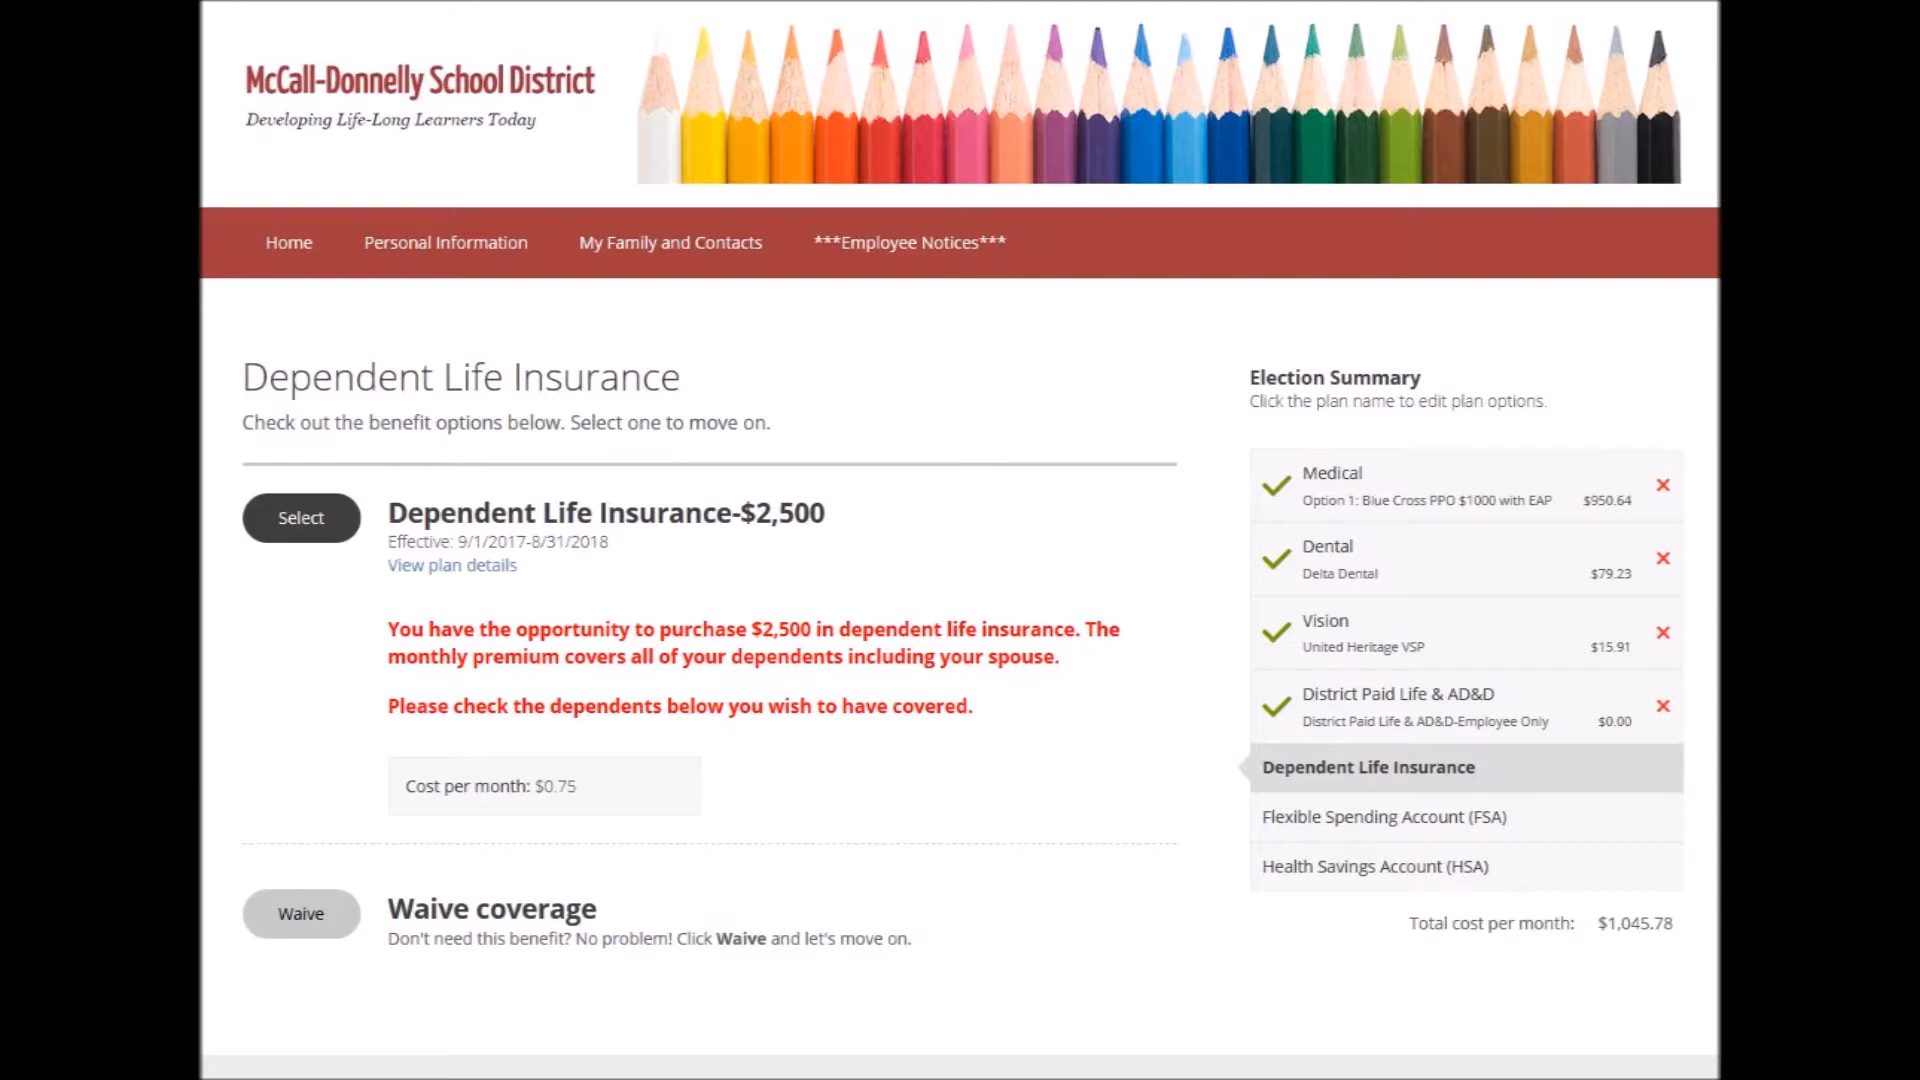 McCall-Donnelly School District
Developing Life-Long Learners Today
Home
Personal Information
My Family and Contacts
***Employee Notices***
Dependent Life Insurance
Check out the benefit options below. Select one to move on.
Select
Dependent Life Insurance-$2,500
Effective: 9/1/2017-8/31/2018
View plan details
You have the opportunity to purchase $2,500 in dependent life insurance. The
monthly premium covers all of your dependents including your spouse.
Please check the dependents below you wish to have covered.
Cost per month: $0.75
Waive
Waive coverage
Don't need this benefit? No problem! Click Waive and let's move on.
Election Summary
Click the plan name to edit plan options.
Medical
Option 1: Blue Cross PPO $1000 with EAP $950.64
Dental
Delta Dental $79.23
Vision
United Heritage VSP $15.91
District Paid Life & AD&D
District Paid Life & AD&D-Employee Only $0.00
Dependent Life Insurance
Flexible Spending Account (FSA)
Health Savings Account (HSA)
Total cost per month: $1,045.78